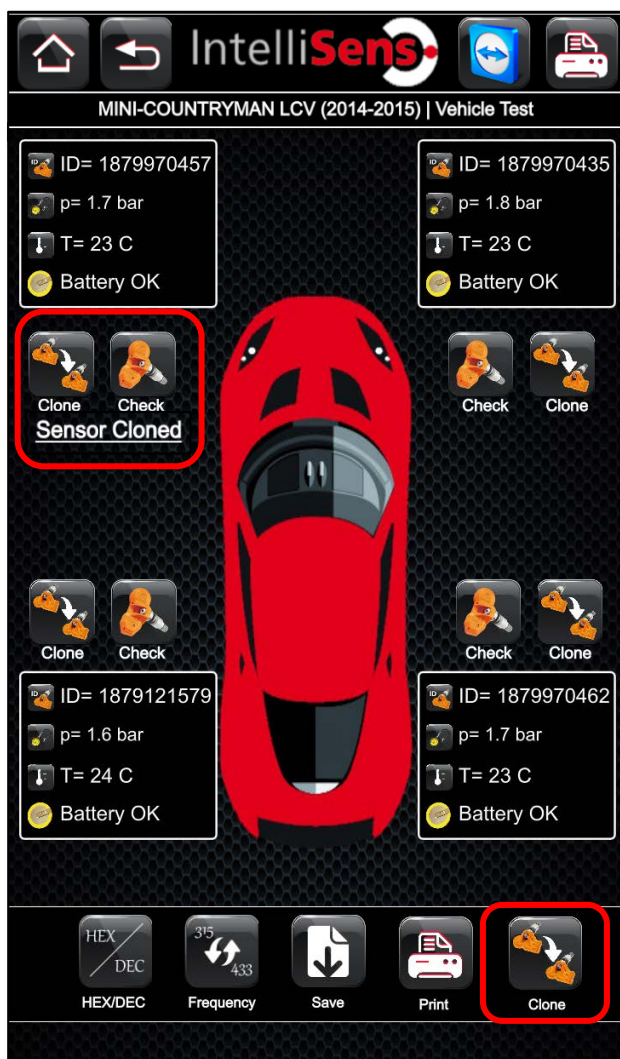 IntelliSens
MINI-COUNTRYMAN LCV (2014-2015) | Vehicle Test
ID= 1879970457
p= 1.7 bar
T= 23 C
Battery OK
ID= 1879970435
p= 1.8 bar
T= 23 C
Battery OK
Clone Check
Sensor Cloned
Check Clone
Clone Check
Check Clone
ID= 1879121579
p= 1.6 bar
T= 24 C
Battery OK
ID= 1879970462
p= 1.7 bar
T= 23 C
Battery OK
HEX
DEC
HEX/DEC
315
433
Frequency
Save
Print
Clone